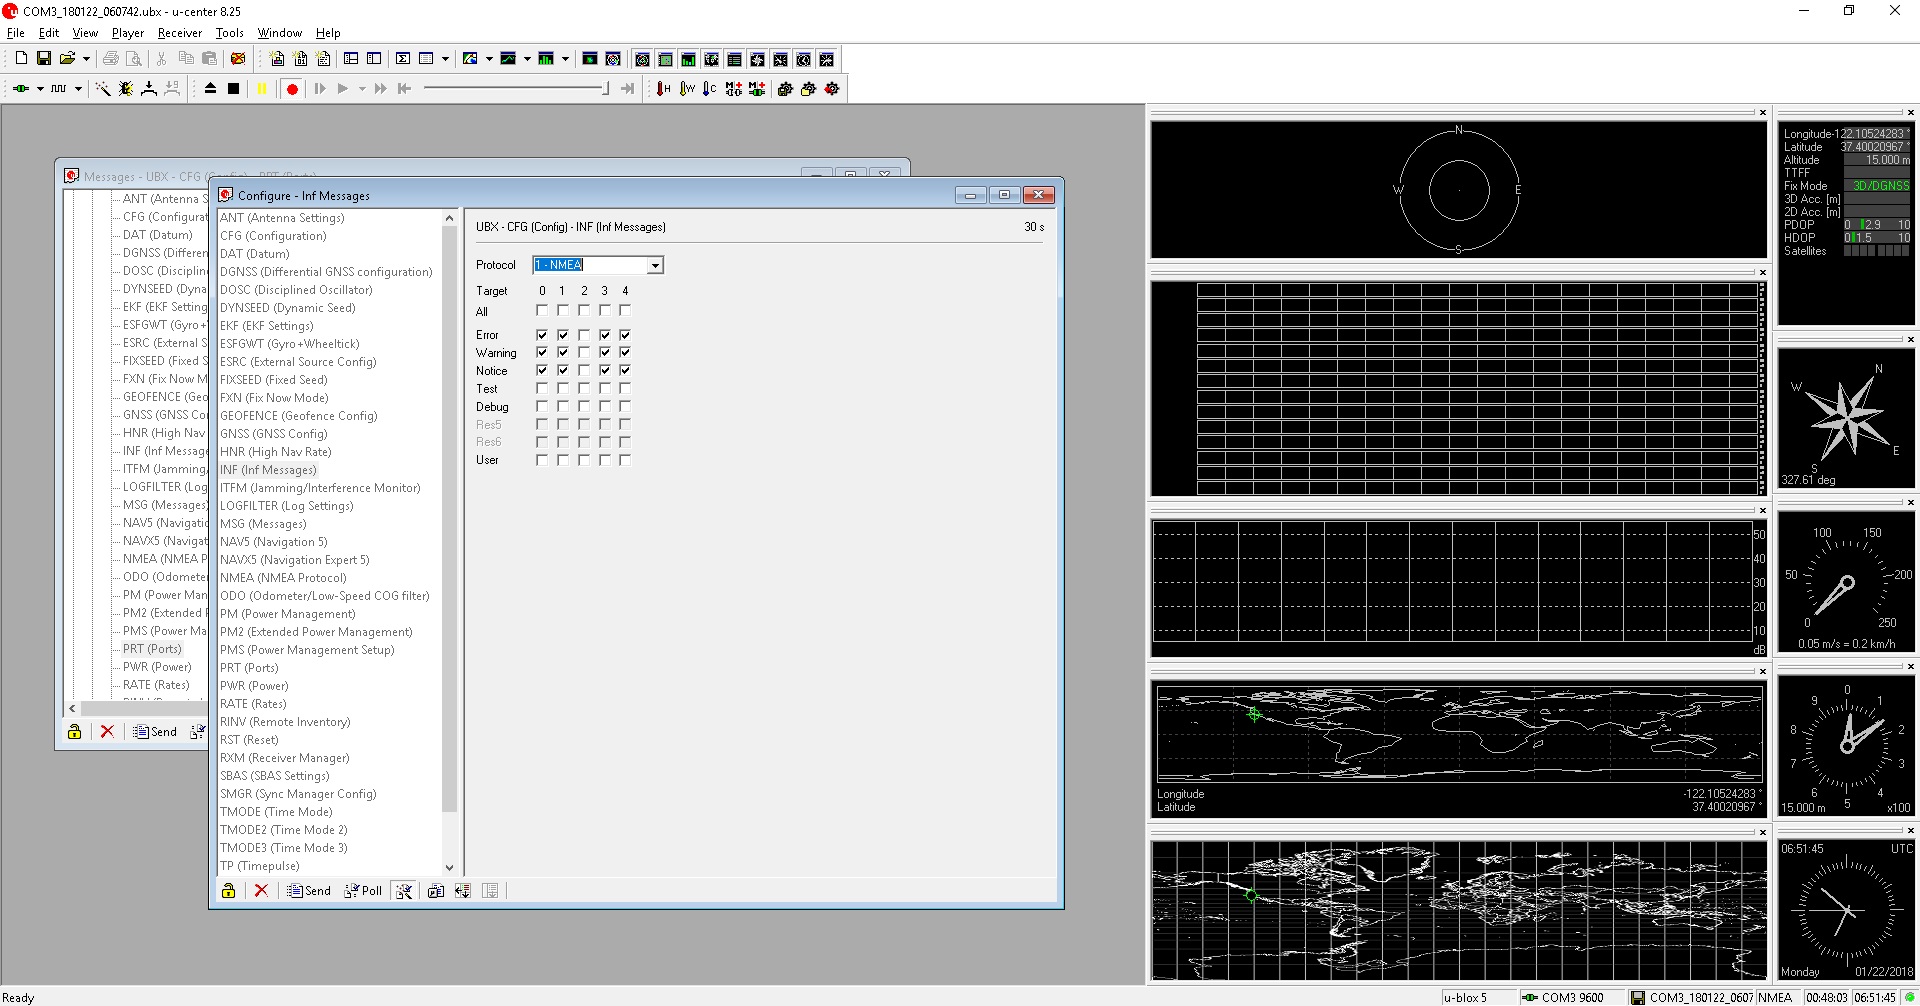 COM3_180122_060742.ubx - u-center 8.25
File Edit View Player Receiver Tools Window Help
Messages - UBX - CFG
ANT (Antenna S
CFG (Configurat
DAT (Datum)
DGNSS (Differen
DOSC (Disciplin
DYNSEED (Dyna
EKF (EKF Setting
ESFGWT (Gyro+
ESRC (External S
FIXSEED (Fixed S
FXN (Fix Now M
GEOFENCE (Geo
GNSS (GNSS Co
HNR (High Nav
INF (Inf Message
ITFM (Jamming/
LOGFILTER (Log
MSG (Messages)
NAV5 (Navigatio
NAVX5 (Navigat
NMEA (NMEA P
ODO (Odometer
PM (Power Man
PM2 (Extended P
PMS (Power Ma
PRT (Ports)
PWR (Power)
RATE (Rates)
Send
Configure - Inf Messages
ANT (Antenna Settings)
CFG (Configuration)
DAT (Datum)
DGNSS (Differential GNSS configuration)
DOSC (Disciplined Oscillator)
DYNSEED (Dynamic Seed)
EKF (EKF Settings)
ESFGWT (Gyro+Wheeltick)
ESRC (External Source Config)
FIXSEED (Fixed Seed)
FXN (Fix Now Mode)
GEOFENCE (Geofence Config)
GNSS (GNSS Config)
HNR (High Nav Rate)
INF (Inf Messages)
ITFM (Jamming/Interference Monitor)
LOGFILTER (Log Settings)
MSG (Messages)
NAV5 (Navigation 5)
NAVX5 (Navigation Expert 5)
NMEA (NMEA Protocol)
ODO (Odometer/Low-Speed COG filter)
PM (Power Management)
PM2 (Extended Power Management)
PMS (Power Management Setup)
PRT (Ports)
PWR (Power)
RATE (Rates)
RINV (Remote Inventory)
RST (Reset)
RXM (Receiver Manager)
SBAS (SBAS Settings)
SMGR (Sync Manager Config)
TMODE (Time Mode)
TMODE2 (Time Mode 2)
TMODE3 (Time Mode 3)
TP (Timepulse)
Send Poll
UBX - CFG (Config) - INF (Inf Messages) 30 s
Protocol 1 - NMEA
Target 0 1 2 3 4
All
Error
Warning
Notice
Test
Debug
Res5
Res6
User
N
W E
S
50
40
30
20
10
dB
Longitude -122.10524283 °
Latitude 37.40020967 °
Longitude -122.10524283 °
Latitude 37.40020967 °
Altitude 15.000 m
TTFF
Fix Mode 3D/DGNSS
3D Acc. [m]
2D Acc. [m]
PDOP 0 2.9 10
HDOP 0 1.5 10
Satellites
N
W
E
S
327.61 deg
100 150
50 200
0 250
0.05 m/s = 0.2 km/h
0
9 1
8 2
7 3
6 4
5
15.000 m x100
06:51:45 UTC
Monday 01/22/2018
Ready
u-blox 5 COM3 9600 COM3_180122_0607 NMEA 00:48:03 06:51:45